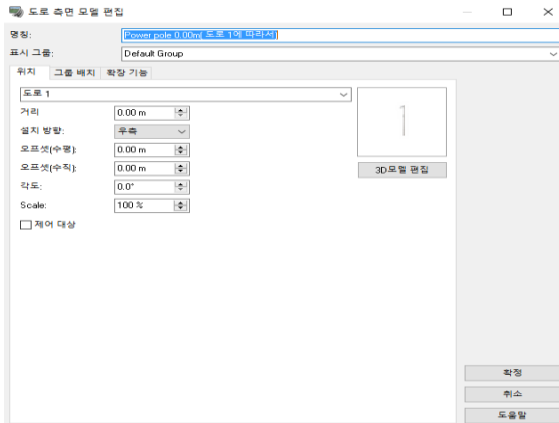 도로 측면 모델 편집
명칭: Power pole 0.00m( 도로 1에 따라서)
표시 그룹: Default Group
위치 그룹 배치 확장 기능
도로 1
거리 0.00 m
설치 방향: 우측
오프셋(수평): 0.00 m
오프셋(수직): 0.00 m
3D모델 편집
각도: 0.0°
Scale: 100 %
제어 대상
확정
취소
도움말